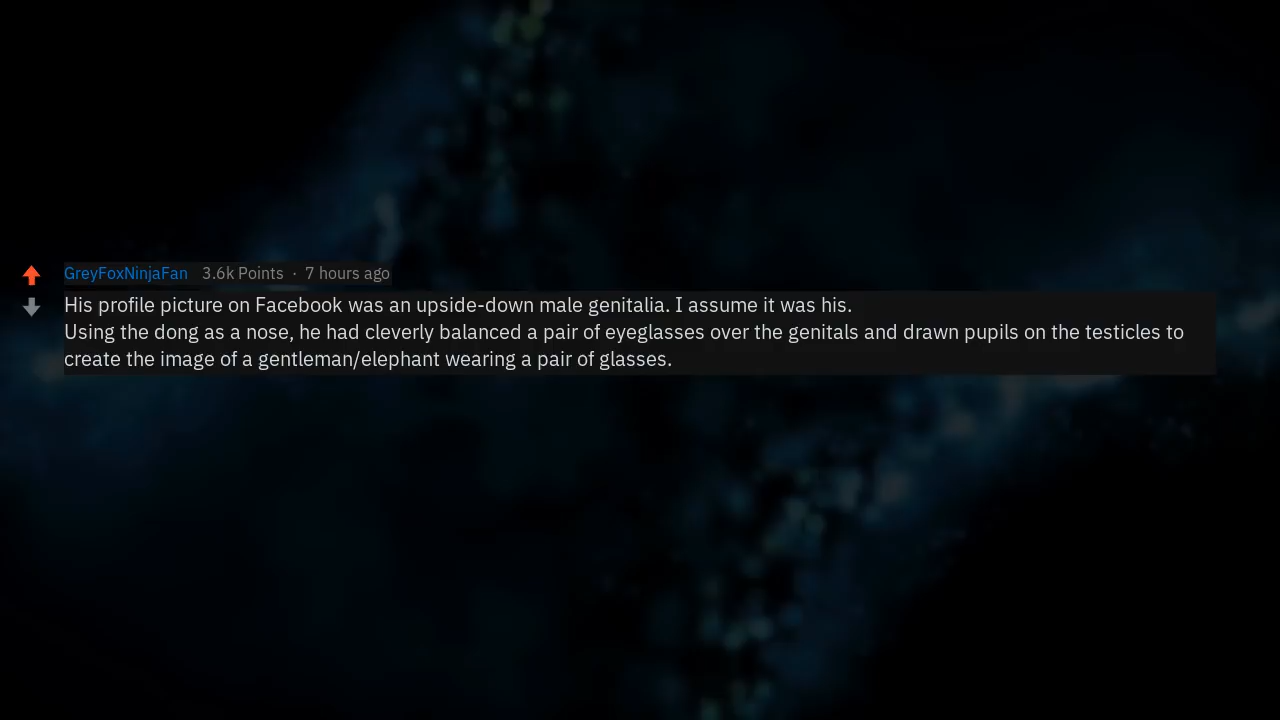 GreyFoxNinjaFan 3.6k Points · 7 hours ago
His profile picture on Facebook was an upside-down male genitalia. I assume it was his.
Using the dong as a nose, he had cleverly balanced a pair of eyeglasses over the genitals and drawn pupils on the testicles to
create the image of a gentleman/elephant wearing a pair of glasses.